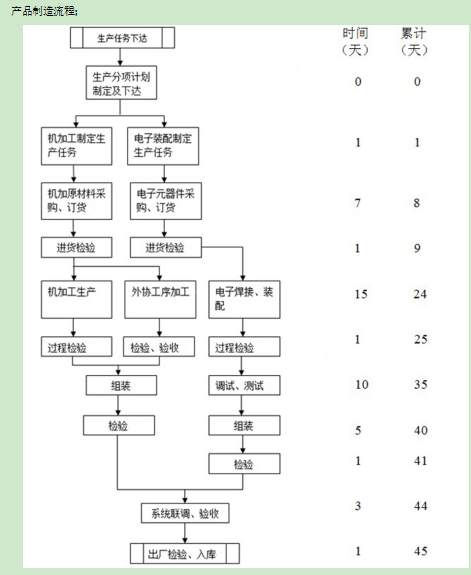 产品制造流程;
生产任务下达
时间
（天）
累计
（天）
生产分项计划
制定及下达
0
0
机加工制定生
产任务
电子装配制定
生产任务
1
1
机加原材料采
购、订货
电子元器件采
购、订货
7
8
进货检验
进货检验
1
9
机加工生产
外协工序加工
电子焊接、装
配
15
24
过程检验
检验、验收
过程检验
1
25
组装
调试、测试
10
35
检验
组装
5
40
检验
1
41
系统联调、验收
3
44
出厂检验、入库
1
45